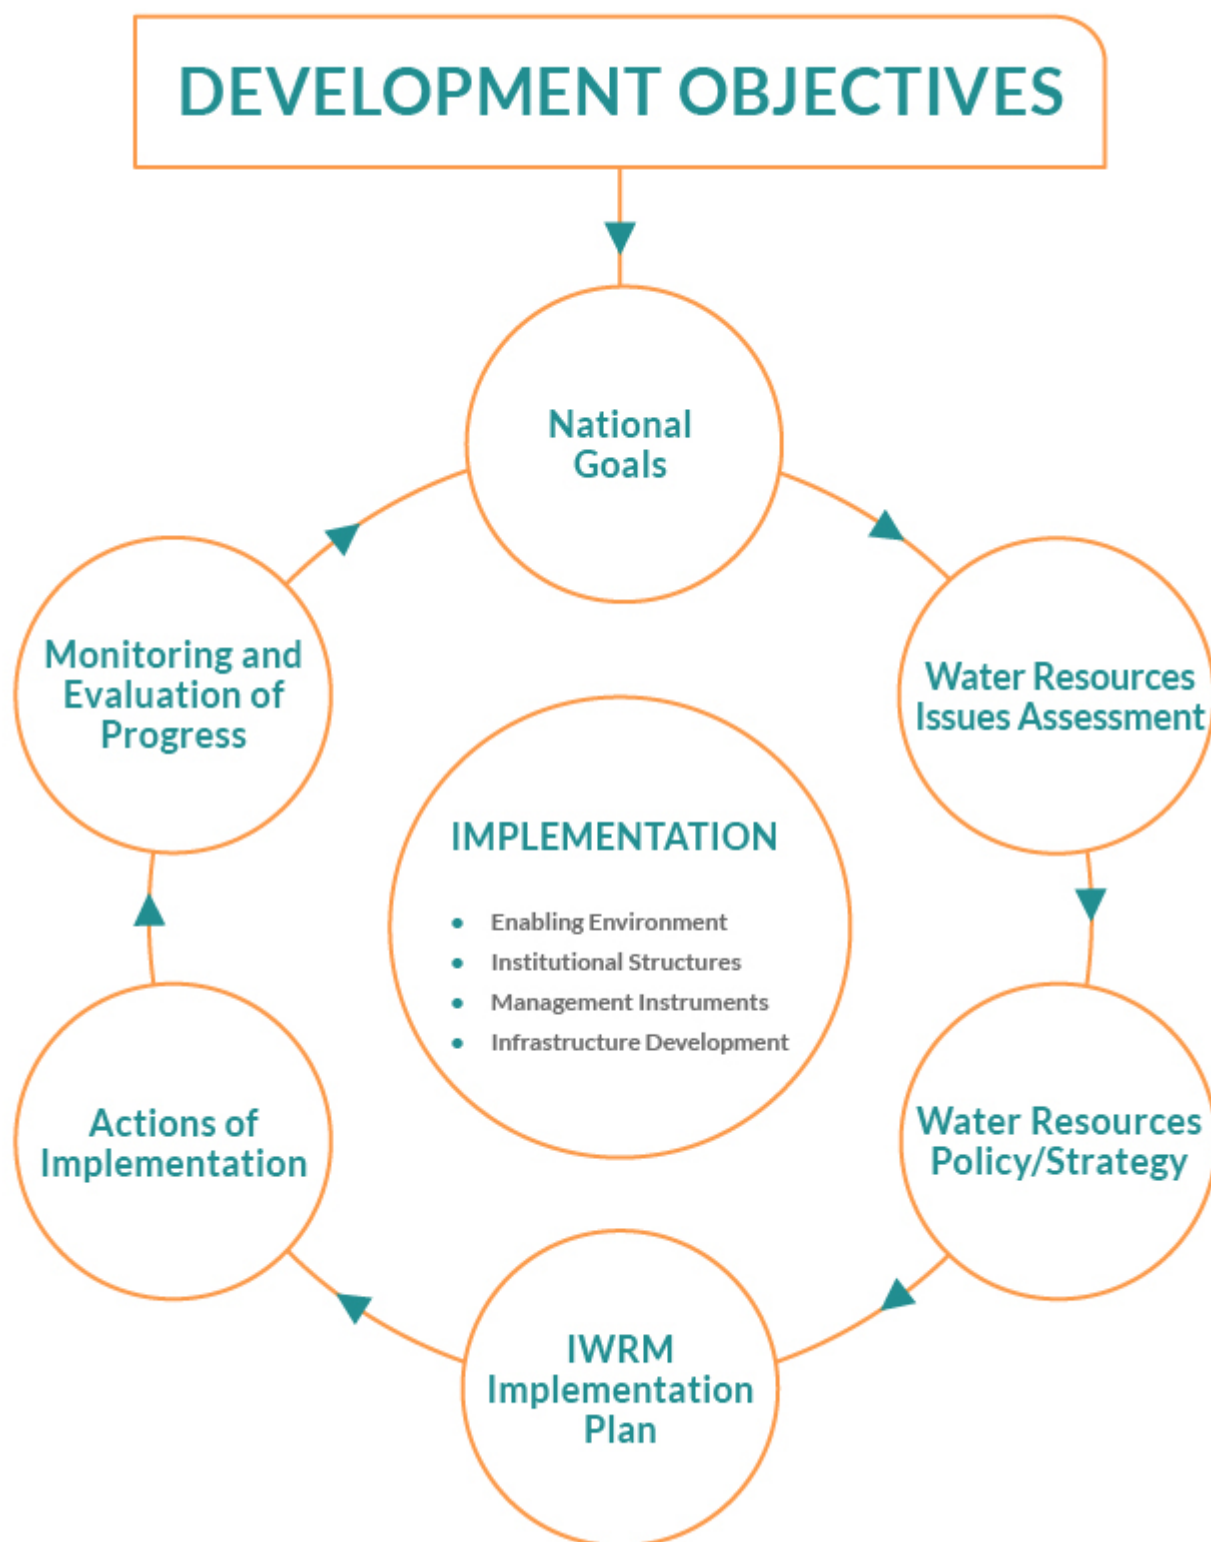 DEVELOPMENT OBJECTIVES
National
Goals
Water Resources
Issues Assessment
Water Resources
Policy/Strategy
IWRM
Implementation
Plan
Actions of
Implementation
Monitoring and
Evaluation of
Progress
IMPLEMENTATION
• Enabling Environment
• Institutional Structures
• Management Instruments
• Infrastructure Development